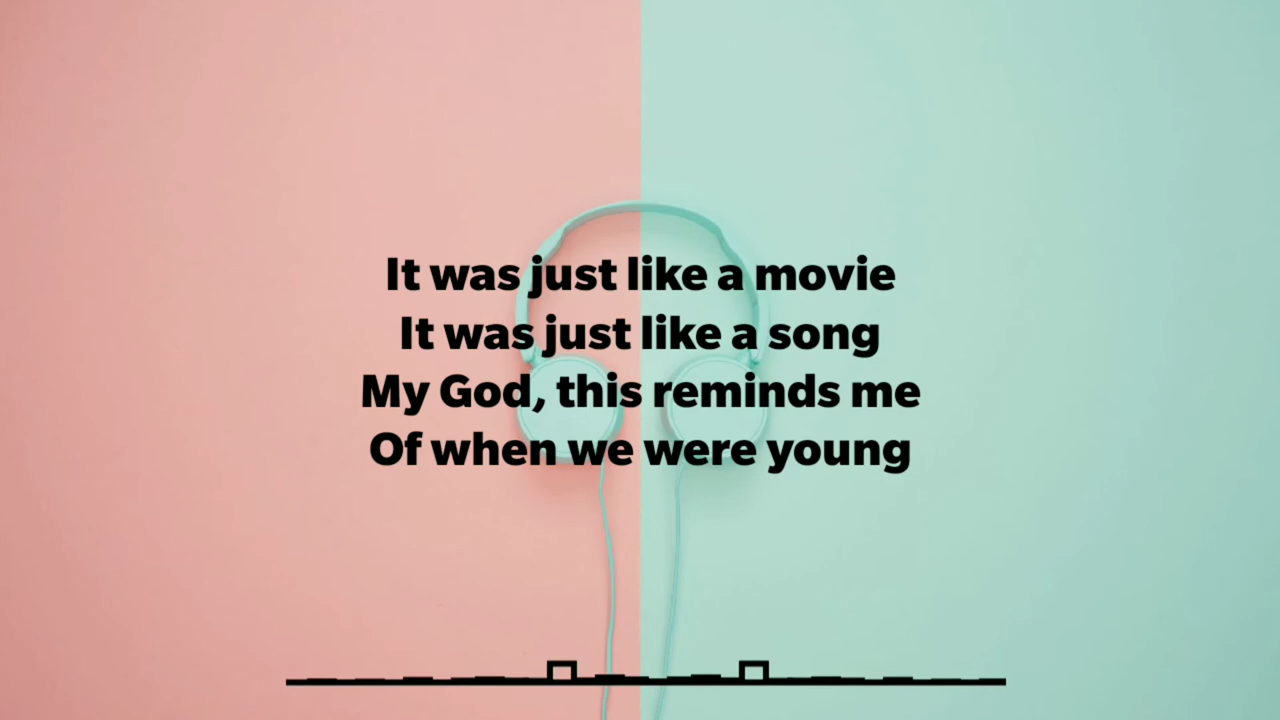 It was just like a movie
It was just like a song
My God, this reminds me
Of when we were young